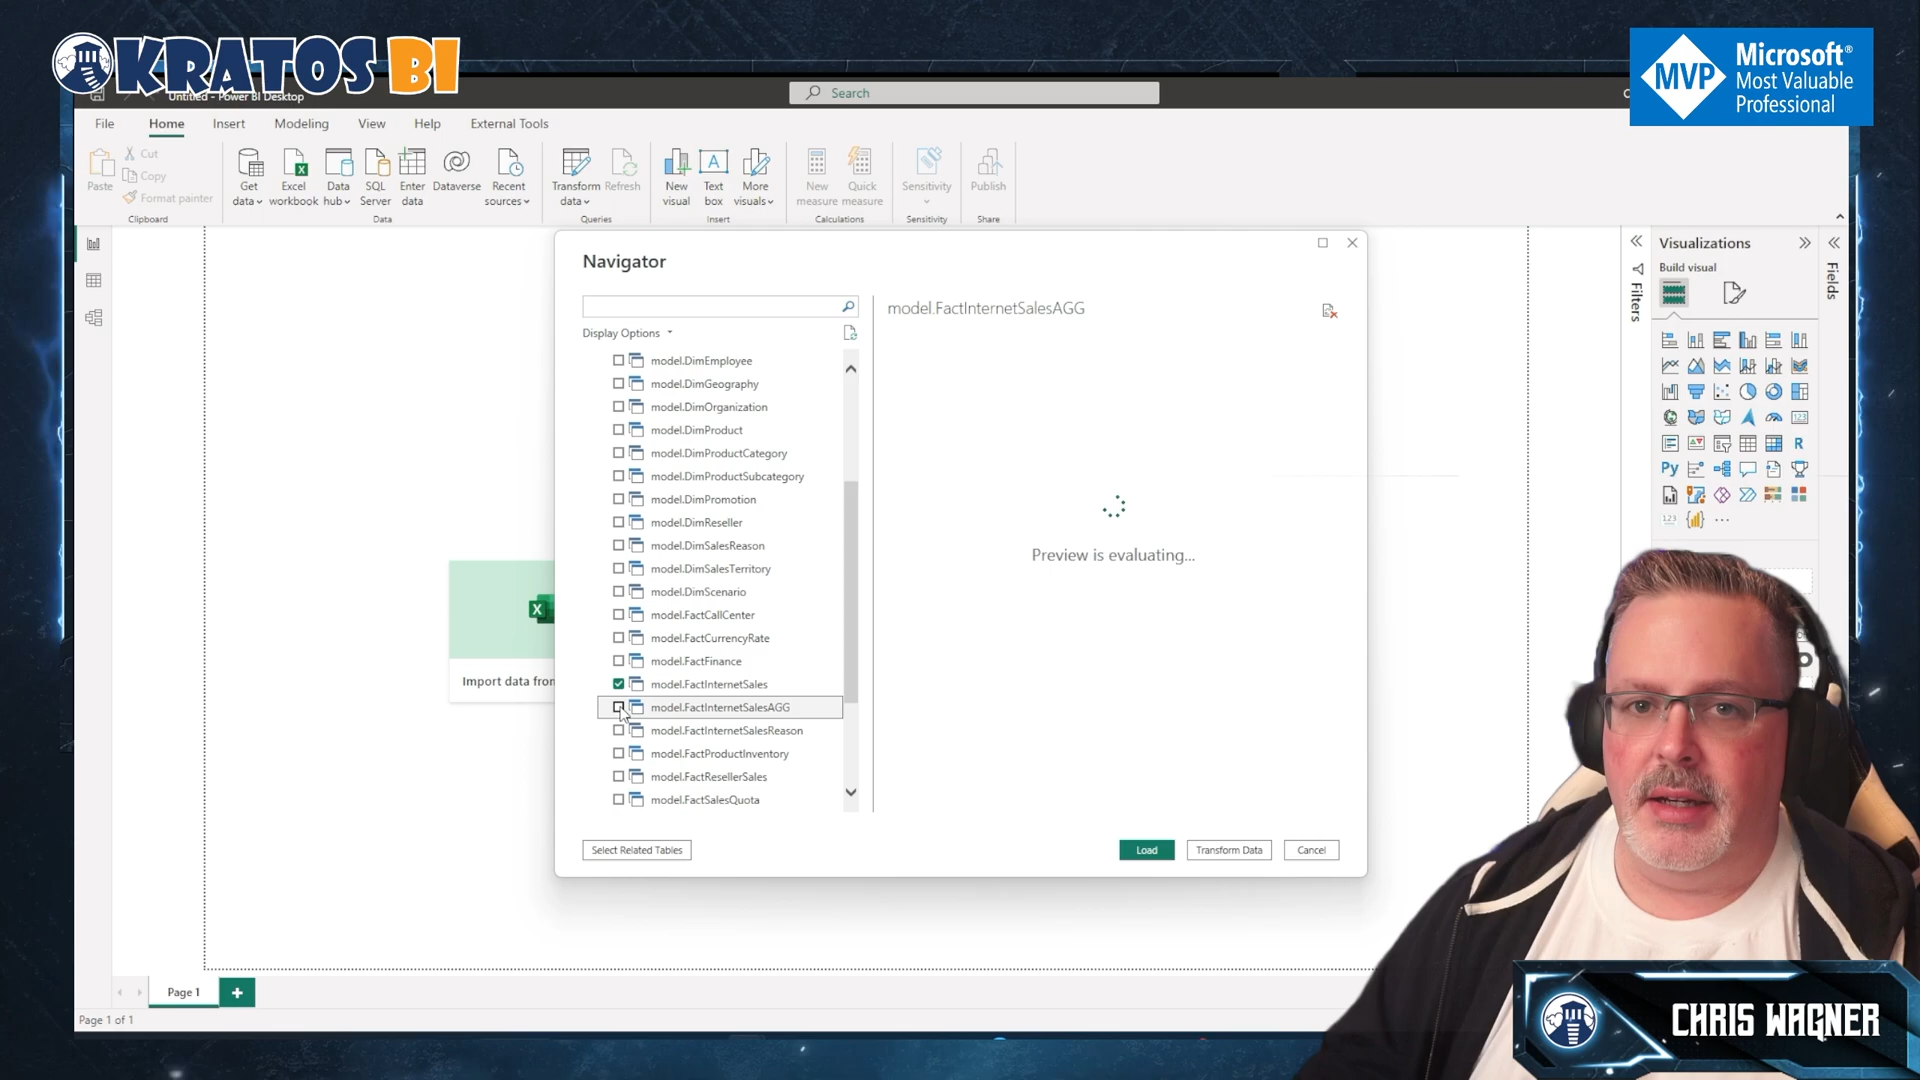 KRATOS BI
MVP
Microsoft®
Most Valuable
Professional
Untitled - Power BI Desktop
Search
File
Home
Insert
Modeling
View
Help
External Tools
Paste
Cut
Copy
Format painter
Clipboard
Get data
Excel workbook
Data hub
SQL Server
Enter data
Dataverse
Recent sources
Data
Transform data
Refresh
Queries
New visual
Text box
More visuals
Insert
New measure
Quick measure
Calculations
Sensitivity
Sensitivity
Publish
Share
Visualizations
Build visual
Filters
Fields
Navigator
Display Options
model.DimEmployee
model.DimGeography
model.DimOrganization
model.DimProduct
model.DimProductCategory
model.DimProductSubcategory
model.DimPromotion
model.DimReseller
model.DimSalesReason
model.DimSalesTerritory
model.DimScenario
model.FactCallCenter
model.FactCurrencyRate
model.FactFinance
model.FactInternetSales
model.FactInternetSalesAGG
model.FactInternetSalesReason
model.FactProductInventory
model.FactResellerSales
model.FactSalesQuota
model.FactInternetSalesAGG
Preview is evaluating...
Select Related Tables
Load
Transform Data
Cancel
Import data from
R
Py
123
123
Page 1
Page 1 of 1
CHRIS WAGNER